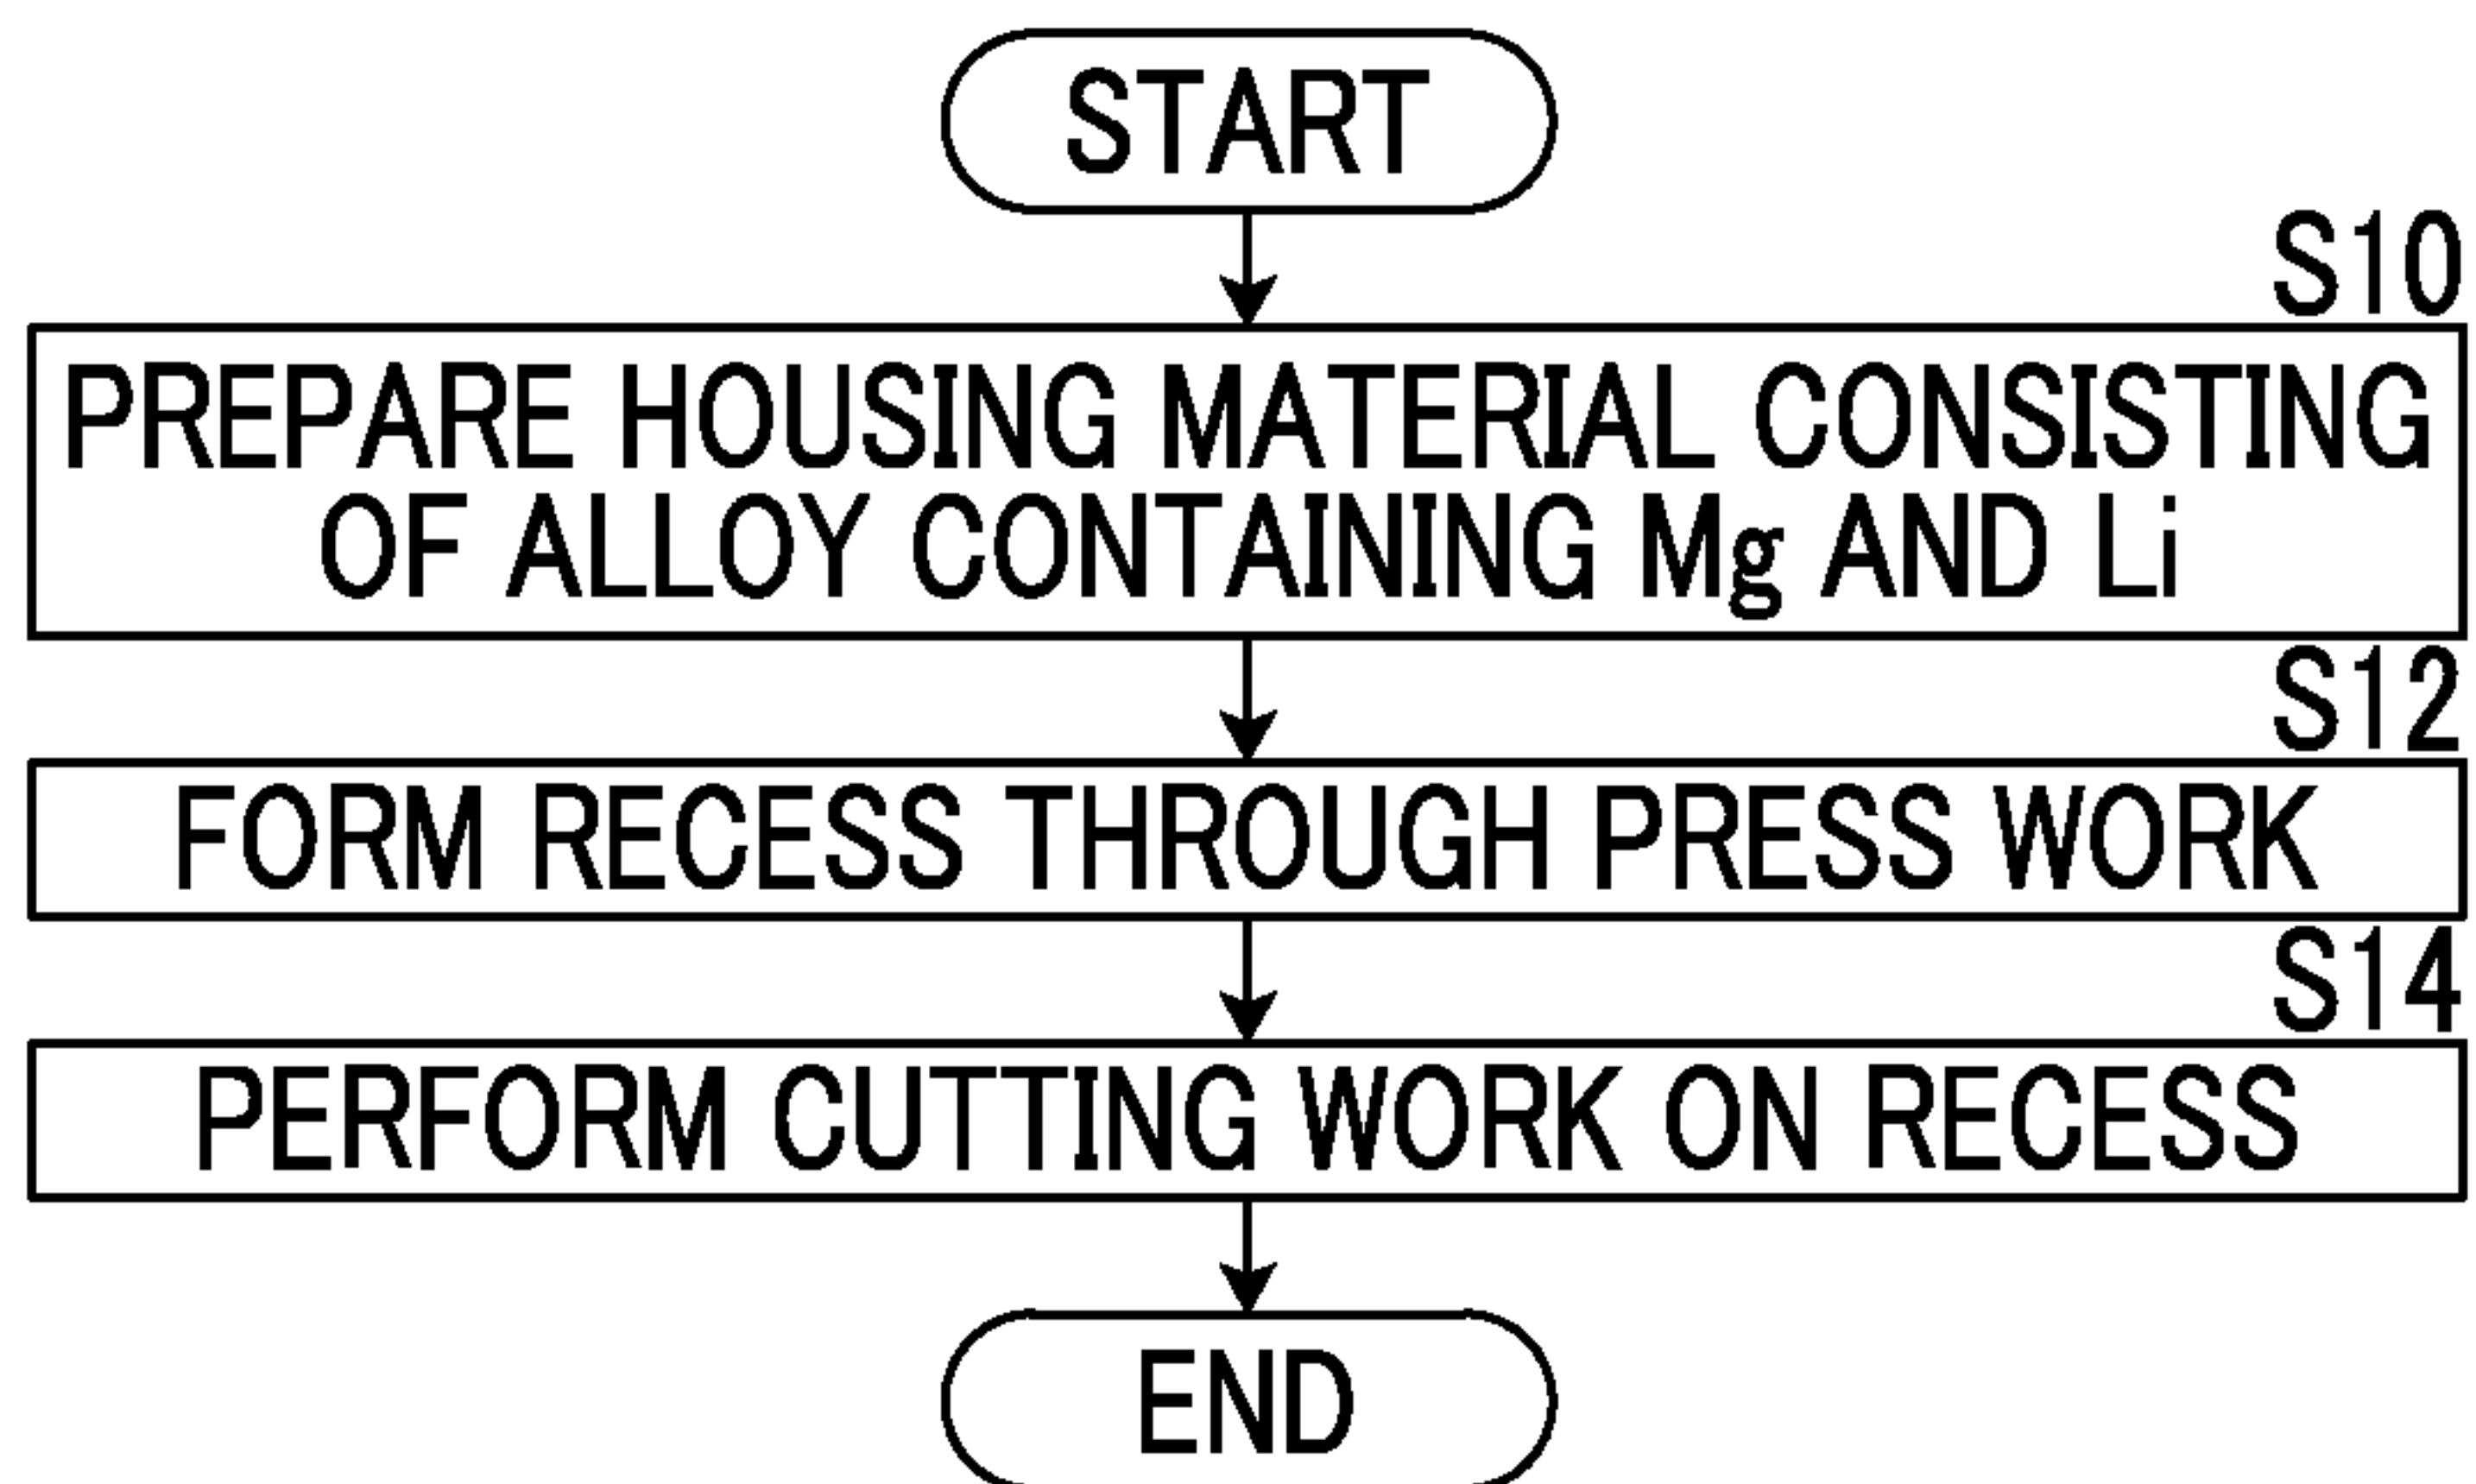 START
S10
PREPARE HOUSING MATERIAL CONSISTING
OF ALLOY CONTAINING Mg AND Li
S12
FORM RECESS THROUGH PRESS WORK
S14
PERFORM CUTTING WORK ON RECESS
END